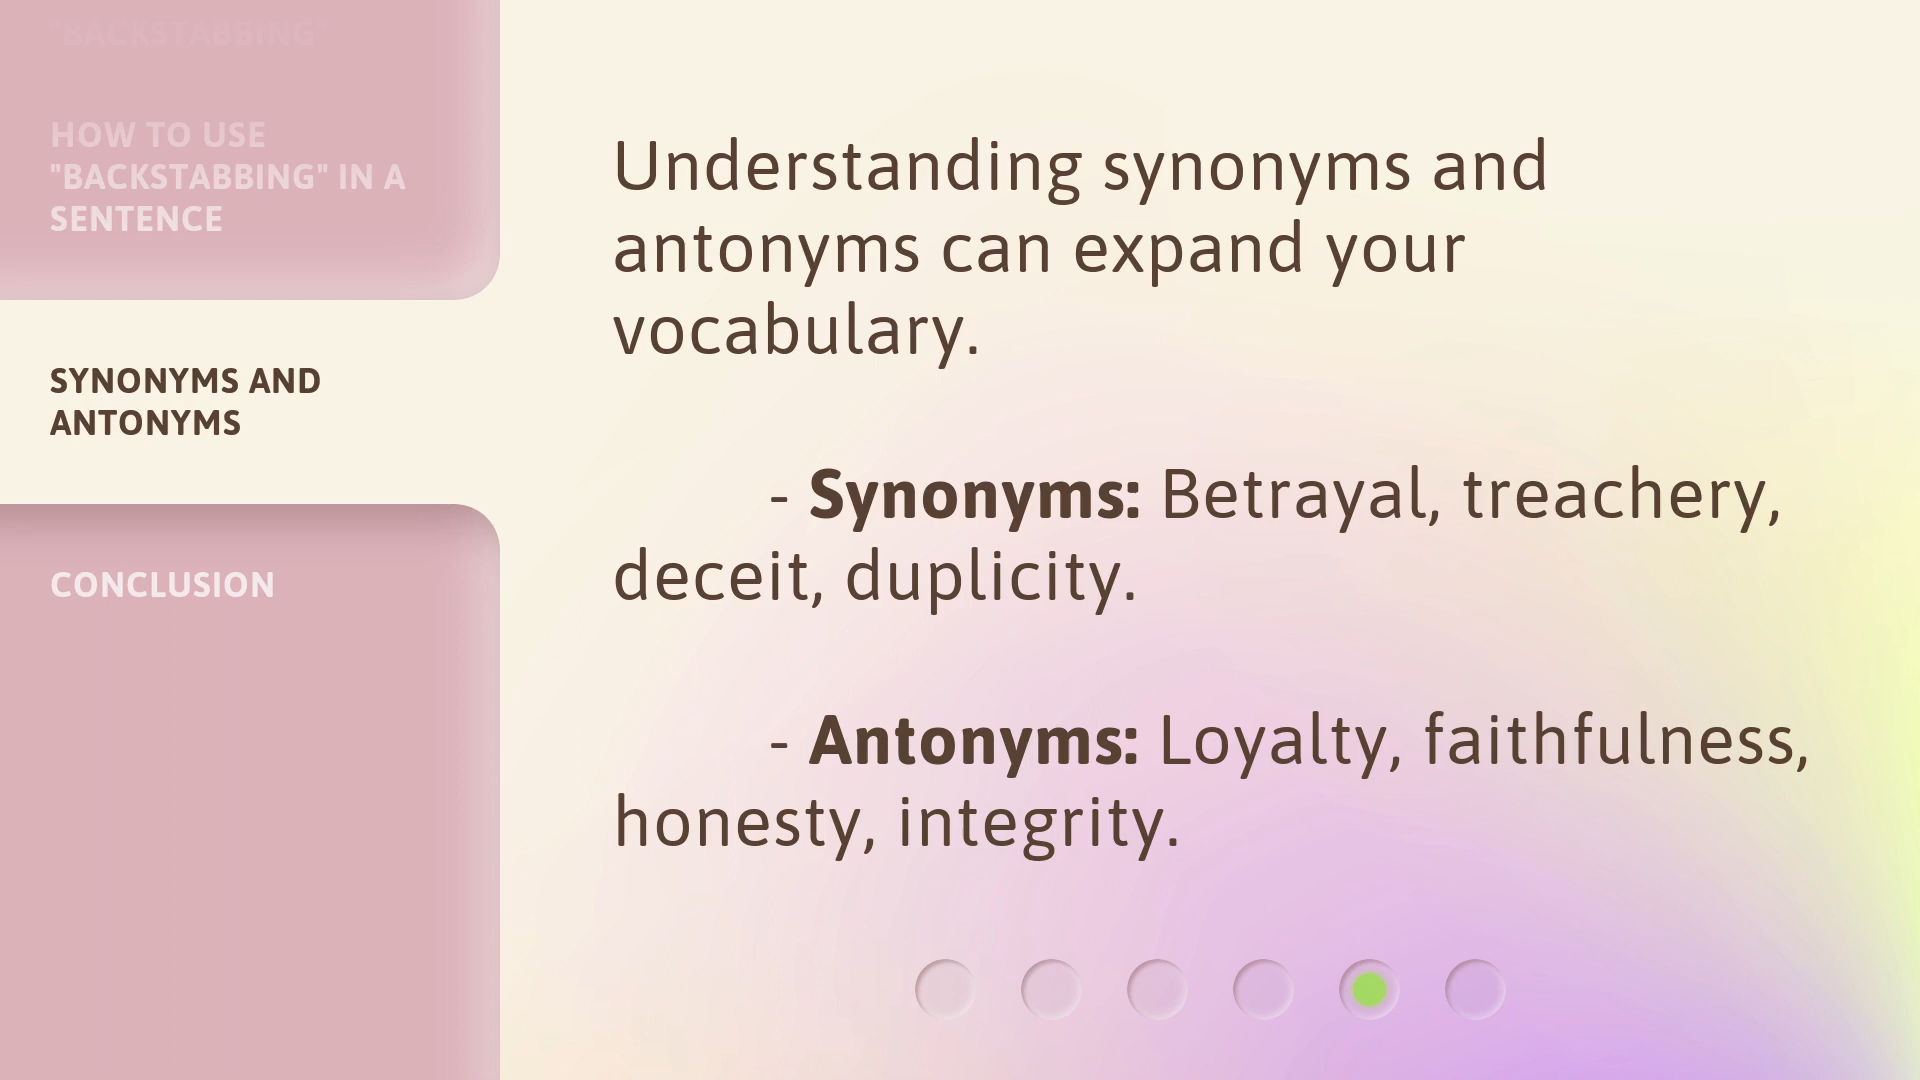 "BACKSTABBING"
HOW TO USE
"BACKSTABBING" IN A
SENTENCE
SYNONYMS AND
ANTONYMS
CONCLUSION
Understanding synonyms and
antonyms can expand your
vocabulary.
- Synonyms: Betrayal, treachery,
deceit, duplicity.
- Antonyms: Loyalty, faithfulness,
honesty, integrity.